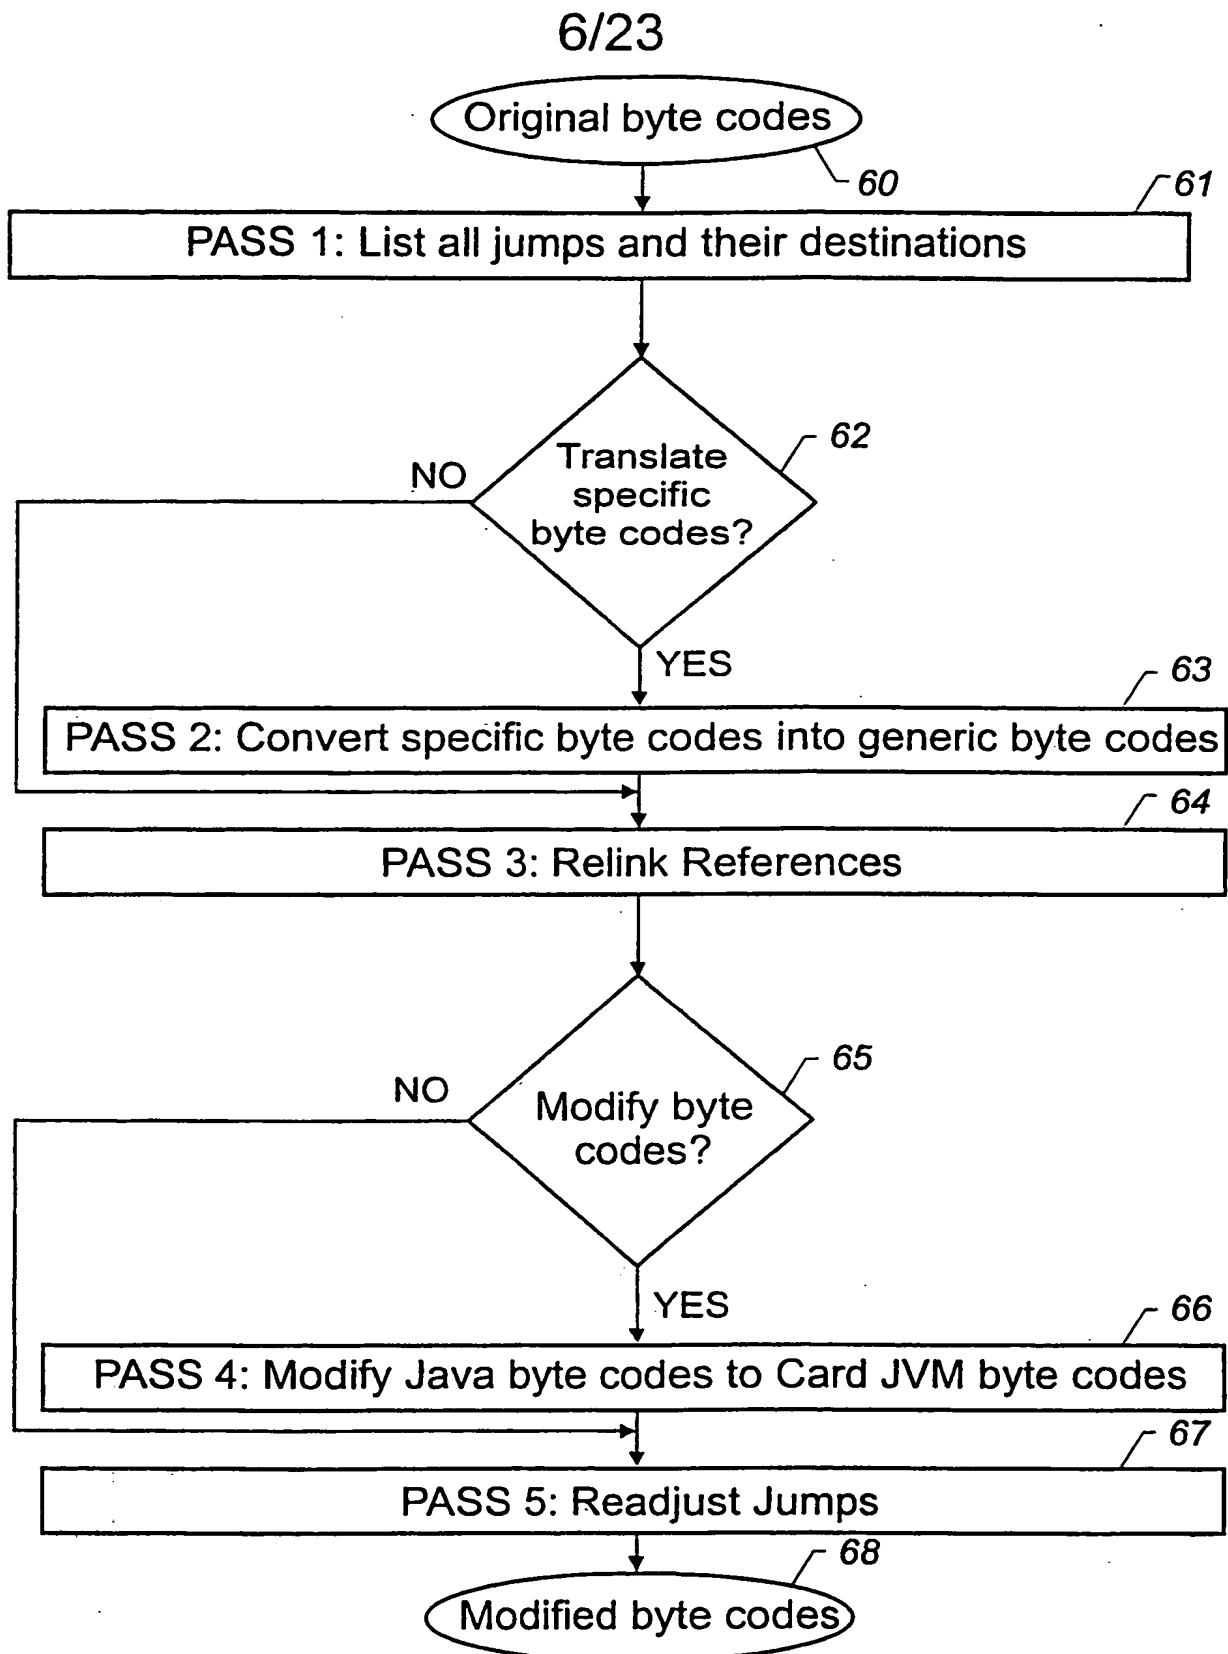 6/23
Original byte codes
60
61
PASS 1: List all jumps and their destinations
62
Translate
specific
byte codes?
NO
YES
63
PASS 2: Convert specific byte codes into generic byte codes
64
PASS 3: Relink References
65
NO
Modify byte
codes?
YES
66
PASS 4: Modify Java byte codes to Card JVM byte codes
67
PASS 5: Readjust Jumps
68
Modified byte codes